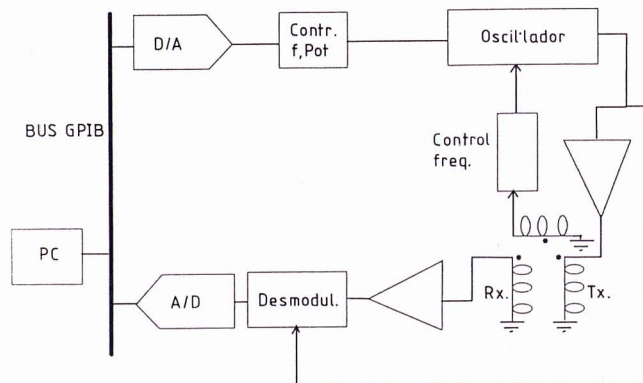 D/A
Contr.
f,Pot
Oscil·lador
BUS GPIB
Control
freq.
PC
A/D
Desmodul.
Rx.
Tx.